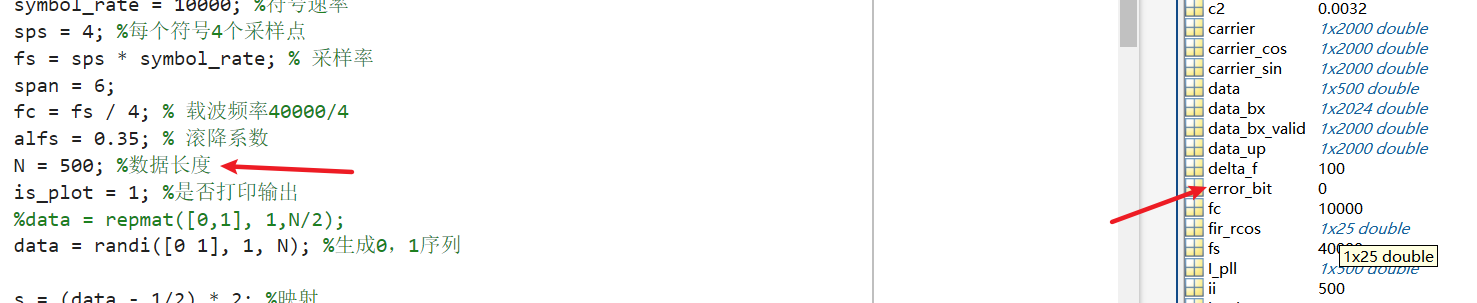 symbol_rate = 10000; %符号速率
sps = 4; %每个符号4个采样点
fs = sps * symbol_rate; % 采样率
span = 6;
fc = fs / 4; % 载波频率40000/4
alfs = 0.35; % 滚降系数
N = 500; %数据长度
is_plot = 1; %是否打印输出
%data = repmat([0,1], 1,N/2);
data = randi([0 1], 1, N); %生成0，1序列
s = (data - 1/2) * 2; %映射
c2 0.0032
carrier 1x2000 double
carrier_cos 1x2000 double
carrier_sin 1x2000 double
data 1x500 double
data_bx 1x2024 double
data_bx_valid 1x2000 double
data_up 1x2000 double
delta_f 100
error_bit 0
fc 10000
fir_rcos 1x25 double
fs 40000
1x25 double
I_pll 1x500 double
ii 500